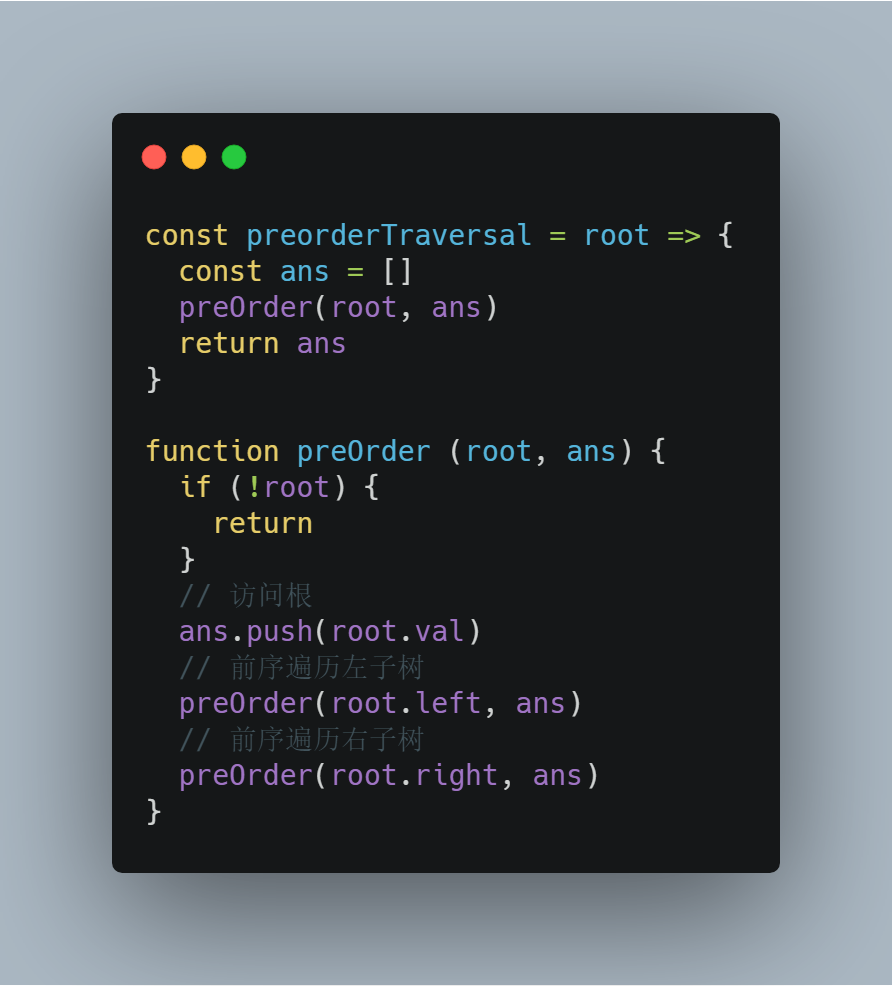 const preorderTraversal = root => {
  const ans = []
  preOrder(root, ans)
  return ans
}

function preOrder (root, ans) {
  if (!root) {
    return
  }
  // 访问根
  ans.push(root.val)
  // 前序遍历左子树
  preOrder(root.left, ans)
  // 前序遍历右子树
  preOrder(root.right, ans)
}